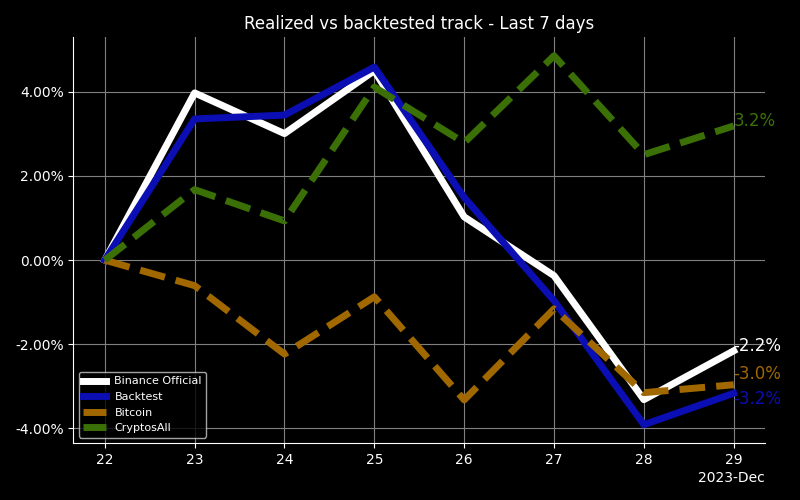 Realized vs backtested track - Last 7 days
4.00%
2.00%
0.00%
-2.00%
-4.00%
3.2%
-2.2%
-3.0%
-3.2%
Binance Official
Backtest
Bitcoin
CryptosAll
22 23 24 25 26 27 28 29
2023-Dec